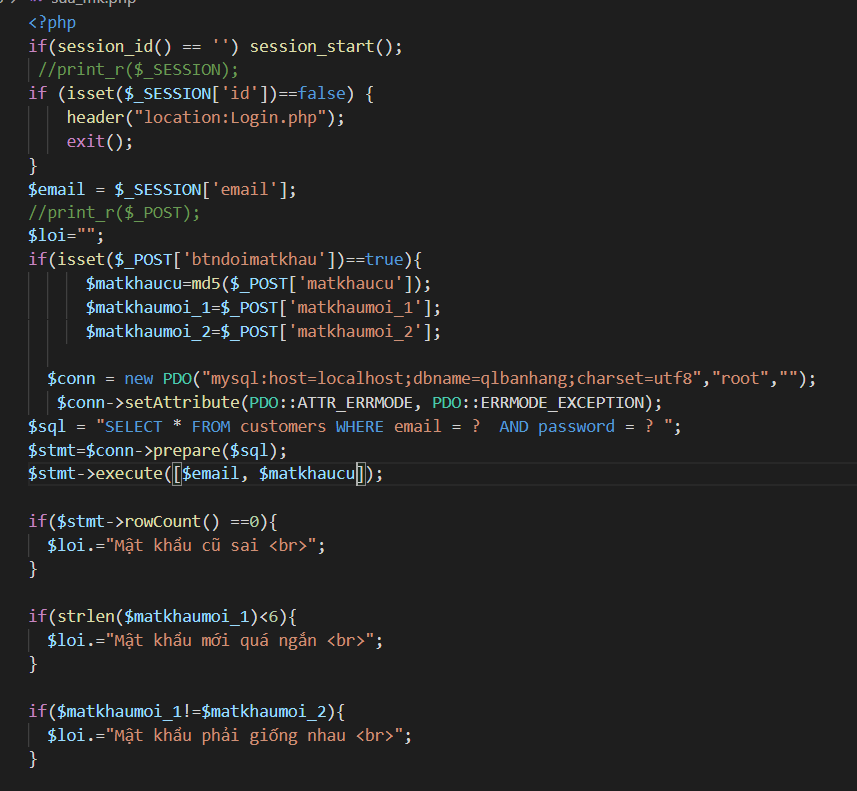 sua_mk.php
<?php
if(session_id() == '') session_start();
//print_r($_SESSION);
if (isset($_SESSION['id'])==false) {
header("location:Login.php");
exit();
}
$email = $_SESSION['email'];
//print_r($_POST);
$loi="";
if(isset($_POST['btndoimatkhau'])==true){
$matkhaucu=md5($_POST['matkhaucu']);
$matkhaumoi_1=$_POST['matkhaumoi_1'];
$matkhaumoi_2=$_POST['matkhaumoi_2'];
$conn = new PDO("mysql:host=localhost;dbname=qlbanhang;charset=utf8","root","");
$conn->setAttribute(PDO::ATTR_ERRMODE, PDO::ERRMODE_EXCEPTION);
$sql = "SELECT * FROM customers WHERE email = ?  AND password = ? ";
$stmt=$conn->prepare($sql);
$stmt->execute([$email, $matkhaucu]);
if($stmt->rowCount() ==0){
$loi.="Mật khẩu cũ sai <br>";
}
if(strlen($matkhaumoi_1)<6){
$loi.="Mật khẩu mới quá ngắn <br>";
}
if($matkhaumoi_1!=$matkhaumoi_2){
$loi.="Mật khẩu phải giống nhau <br>";
}